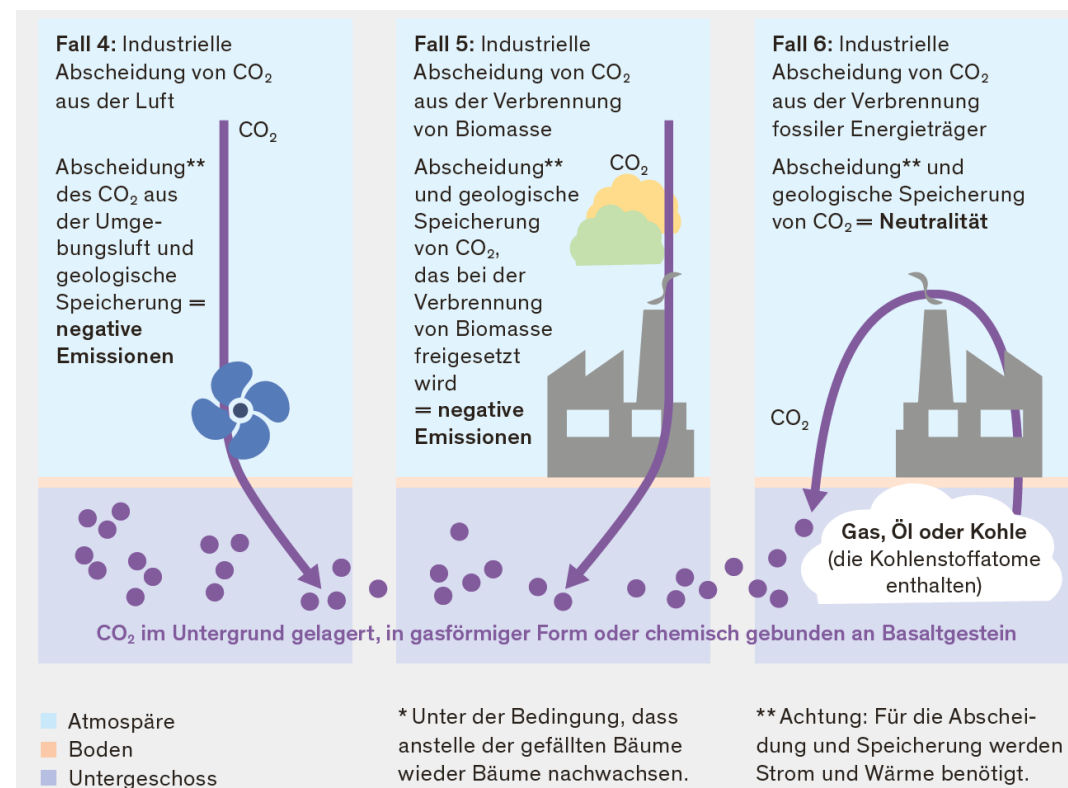 Fall 4: Industrielle
Abscheidung von CO₂
aus der Luft
CO₂
Abscheidung**
des CO₂ aus
der Umge-
bungsluft und
geologische
Speicherung =
negative
Emissionen
Fall 5: Industrielle
Abscheidung von CO₂
aus der Verbrennung
von Biomasse
Abscheidung**
und geologische
Speicherung
von CO₂,
das bei der
Verbrennung
von Biomasse
freigesetzt
wird
= negative
Emissionen
CO₂
Fall 6: Industrielle
Abscheidung von CO₂
aus der Verbrennung
fossiler Energieträger
Abscheidung** und
geologische Speicherung
von CO₂ = Neutralität
CO₂
Gas, Öl oder Kohle
(die Kohlenstoffatome
enthalten)
CO₂ im Untergrund gelagert, in gasförmiger Form oder chemisch gebunden an Basaltgestein
Atmospäre
Boden
Untergeschoss
* Unter der Bedingung, dass
anstelle der gefällten Bäume
wieder Bäume nachwachsen.
** Achtung: Für die Abschei-
dung und Speicherung werden
Strom und Wärme benötigt.